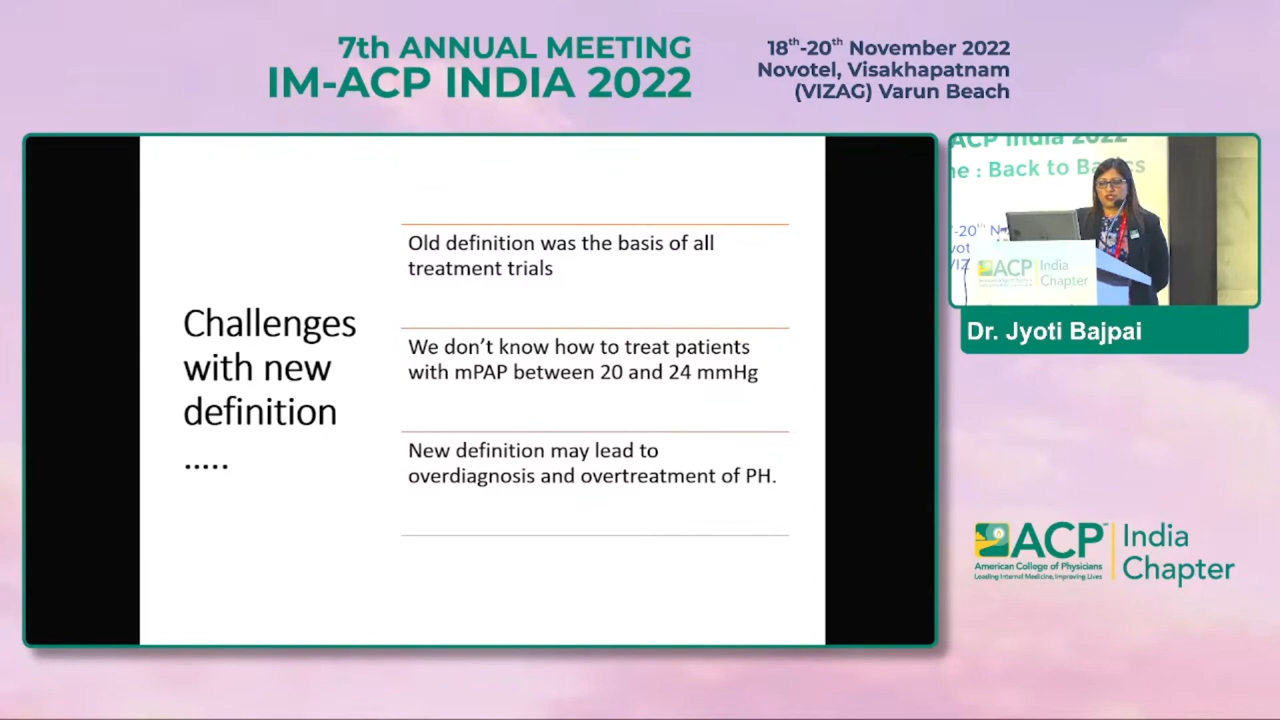 7th ANNUAL MEETING
IM-ACP INDIA 2022
18th-20th November 2022
Novotel, Visakhapatnam
(VIZAG) Varun Beach
Challenges
with new
definition
.....
Old definition was the basis of all
treatment trials
We don't know how to treat patients
with mPAP between 20 and 24 mmHg
New definition may lead to
overdiagnosis and overtreatment of PH.
ACP India 2022
: Back to
ACP India
Chapter
Dr. Jyoti Bajpai
ACP
American College of Physicians
Leading Internal Medicine, Improving Lives
India
Chapter